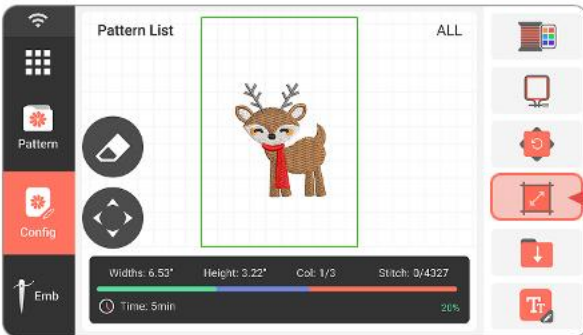 Pattern List
ALL
Pattern
Config
Emb
Widths: 6.53" Height: 3.22" Col: 1/3 Stitch: 0/4327
Time: 5min 20%
TT